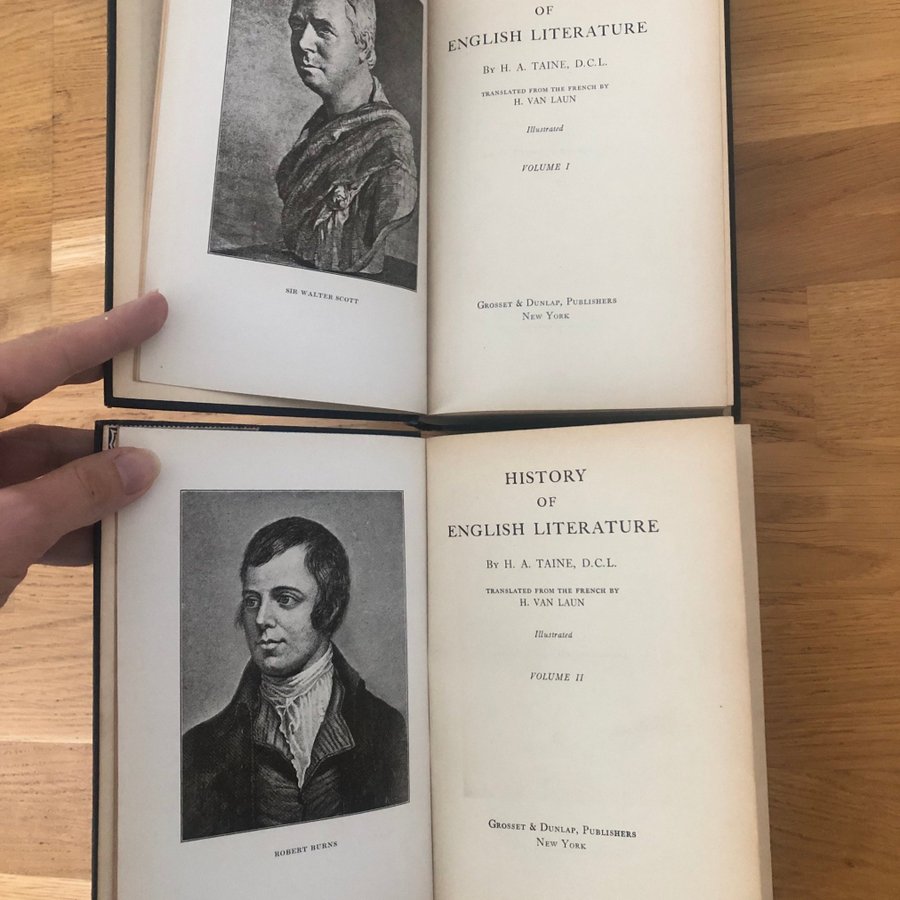 OF
ENGLISH LITERATURE
By H. A. TAINE, D.C.L.
TRANSLATED FROM THE FRENCH BY
H. VAN LAUN
Illustrated
VOLUME I
SIR WALTER SCOTT
GROSSET & DUNLAP, PUBLISHERS
NEW YORK
HISTORY
OF
ENGLISH LITERATURE
By H. A. TAINE, D.C.L.
TRANSLATED FROM THE FRENCH BY
H. VAN LAUN
Illustrated
VOLUME II
ROBERT BURNS
GROSSET & DUNLAP, PUBLISHERS
NEW YORK